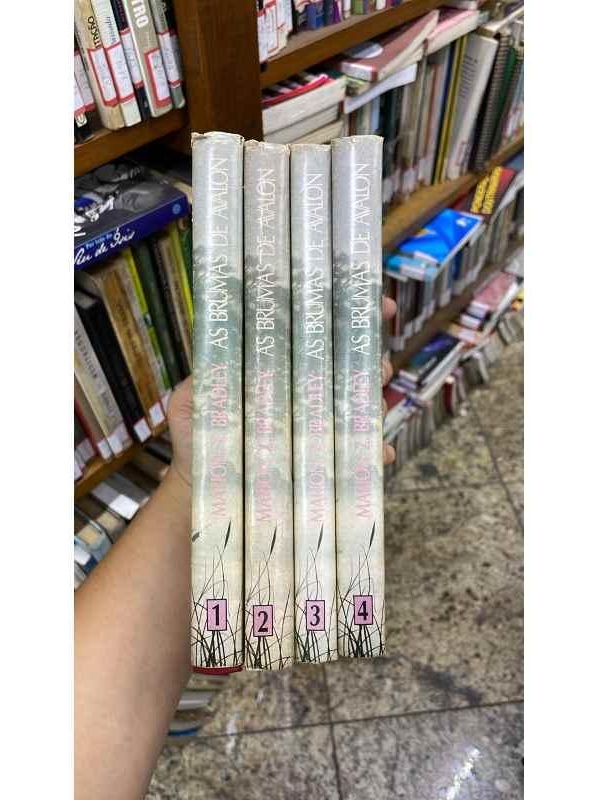 MARION Z. BRADLEY AS BRUMAS DE AVALON
1
MARION Z. BRADLEY AS BRUMAS DE AVALON
2
MARION Z. BRADLEY AS BRUMAS DE AVALON
3
MARION Z. BRADLEY AS BRUMAS DE AVALON
4